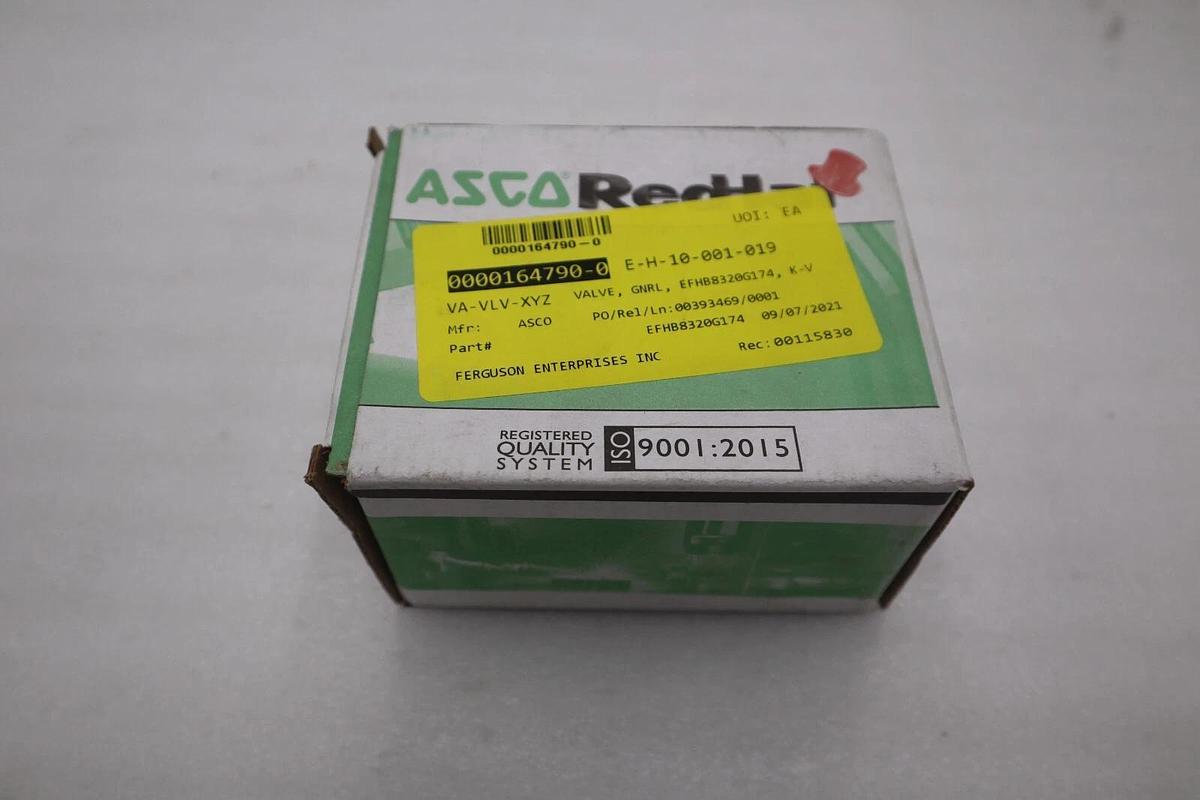 ASCO® RedHat
UOI: EA
0000164790-0
0000164790-0 E-H-10-001-019
VA-VLV-XYZ VALVE, GNRL, EFHB8320G174, K-V
Mfr: ASCO PO/Rel/Ln:00393469/0001
Part# EFHB8320G174 09/07/2021
FERGUSON ENTERPRISES INC Rec:00115830
REGISTERED
QUALITY
SYSTEM
ISO 9001:2015